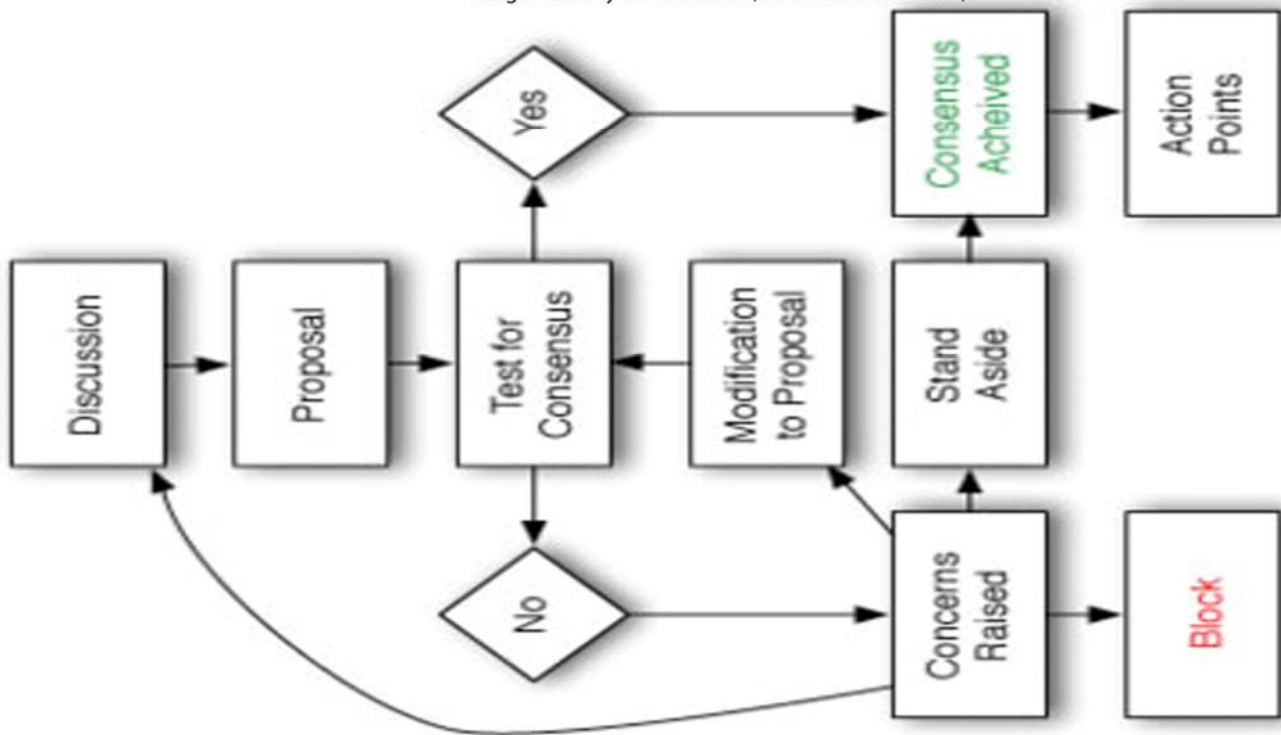 Discussion
Proposal
Test for
Consensus
Yes
No
Modification
to Proposal
Concerns
Raised
Stand
Aside
Consensus
Acheived
Block
Action
Points